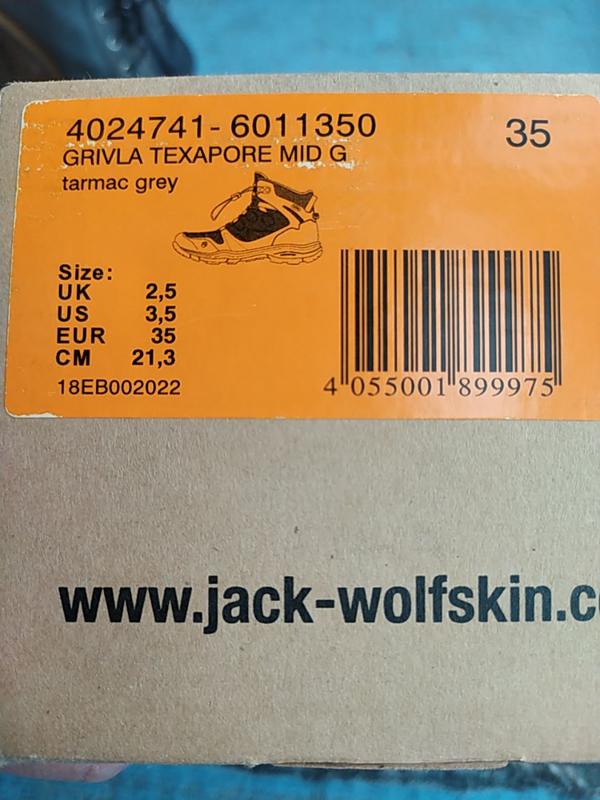 4024741- 6011350
35
GRIVLA TEXAPORE MID G
tarmac grey
Size:
UK 2,5
US 3,5
EUR 35
CM 21,3
18EB002022
4 055001 899975
www.jack-wolfskin.c